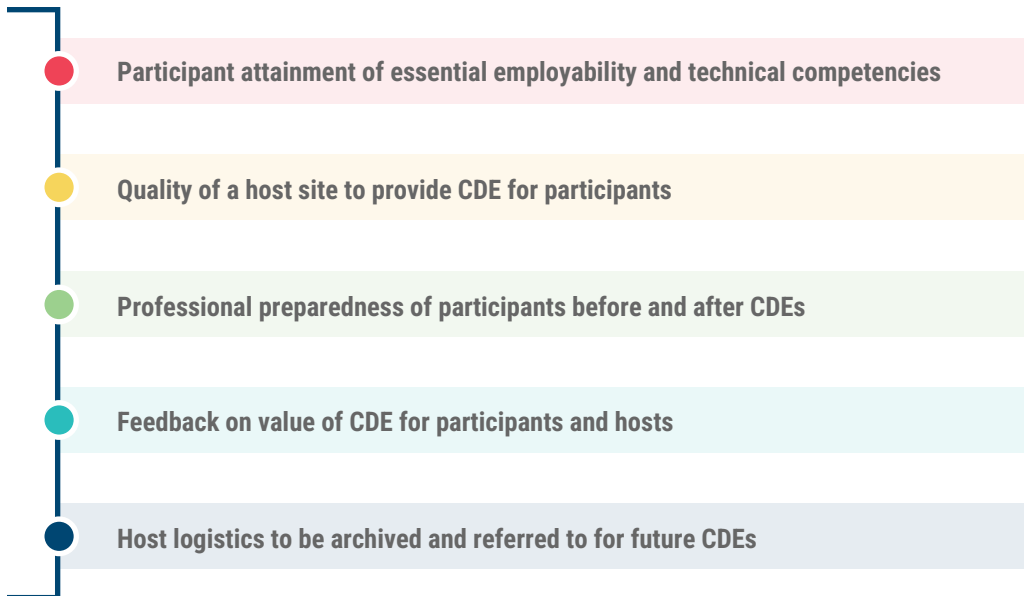 Participant attainment of essential employability and technical competencies
Quality of a host site to provide CDE for participants
Professional preparedness of participants before and after CDEs
Feedback on value of CDE for participants and hosts
Host logistics to be archived and referred to for future CDEs